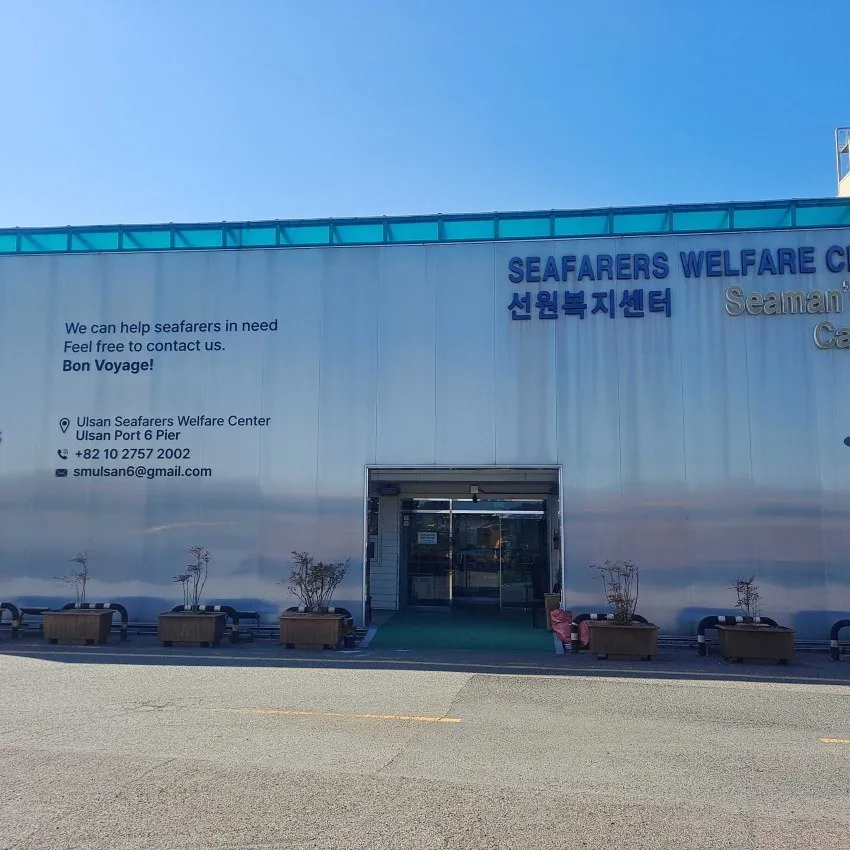 We can help seafarers in need
Feel free to contact us.
Bon Voyage!
Ulsan Seafarers Welfare Center
Ulsan Port 6 Pier
+82 10 2757 2002
smulsan6@gmail.com
SEAFARERS WELFARE
선원복지센터
Seaman'